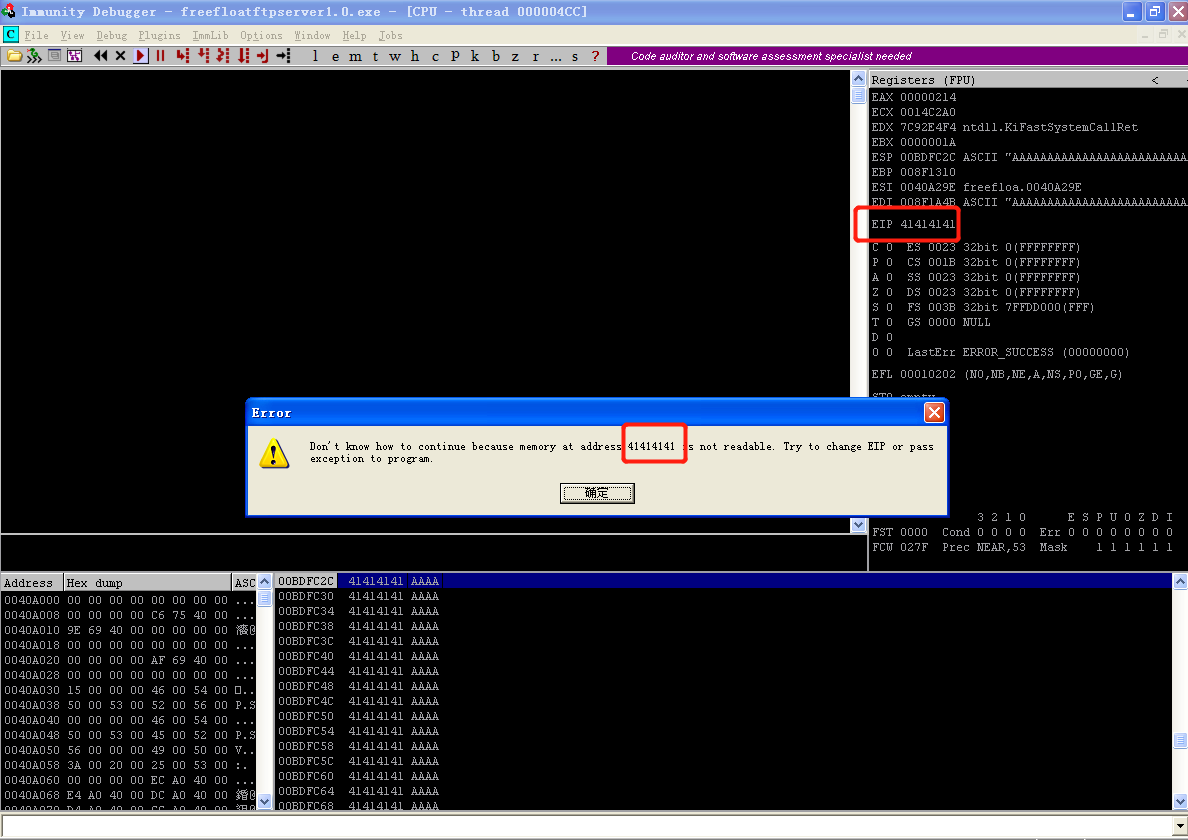 Immunity Debugger - freefloatftpserver1.0.exe - [CPU - thread 000004CC]
C File View Debug Plugins ImmLib Options Window Help Jobs
l e m t w h c P k b z r ... s ? Code auditor and software assessment specialist needed
Registers (FPU) <
EAX 00000214
ECX 0014C2A0
EDX 7C92E4F4 ntdll.KiFastSystemCallRet
EBX 0000001A
ESP 00BDFC2C ASCII "AAAAAAAAAAAAAAAAAAAAAAAAA
EBP 008F1310
ESI 0040A29E freefloa.0040A29E
EDI 008F1A4B ASCII "AAAAAAAAAAAAAAAAAAAAAAAAA
EIP 41414141
C 0 ES 0023 32bit 0(FFFFFFFF)
P 0 CS 001B 32bit 0(FFFFFFFF)
A 0 SS 0023 32bit 0(FFFFFFFF)
Z 0 DS 0023 32bit 0(FFFFFFFF)
S 0 FS 003B 32bit 7FFDD000(FFF)
T 0 GS 0000 NULL
D 0
O 0 LastErr ERROR_SUCCESS (00000000)
EFL 00010202 (NO,NB,NE,A,NS,PO,GE,G)
ST0 empty
Error
Don't know how to continue because memory at address 41414141 is not readable. Try to change EIP or pass
exception to program.
确定
3 2 1 0 E S P U O Z D I
FST 0000 Cond 0 0 0 0 Err 0 0 0 0 0 0 0 0
FCW 027F Prec NEAR,53 Mask 1 1 1 1 1 1
Address Hex dump ASC
0040A000 00 00 00 00 00 00 00 00 ...
0040A008 00 00 00 00 C6 75 40 00 ...
0040A010 9E 69 40 00 00 00 00 00
0040A018 00 00 00 00 00 00 00 00 ...
0040A020 00 00 00 00 AF 69 40 00 ...
0040A028 00 00 00 00 00 00 00 00 ...
0040A030 15 00 00 00 46 00 54 00 □..
0040A038 50 00 53 00 52 00 56 00 P.S
0040A040 00 00 00 00 46 00 54 00 ...
0040A048 50 00 53 00 45 00 52 00 P.S
0040A050 56 00 00 00 49 00 50 00 V..
0040A058 3A 00 20 00 25 00 53 00 :.
0040A060 00 00 00 00 EC A0 40 00 ...
0040A068 E4 A0 40 00 DC A0 40 00
0040A070 D4 A0 40 00 CC A0 40 00
00BDFC2C 41414141 AAAA
00BDFC30 41414141 AAAA
00BDFC34 41414141 AAAA
00BDFC38 41414141 AAAA
00BDFC3C 41414141 AAAA
00BDFC40 41414141 AAAA
00BDFC44 41414141 AAAA
00BDFC48 41414141 AAAA
00BDFC4C 41414141 AAAA
00BDFC50 41414141 AAAA
00BDFC54 41414141 AAAA
00BDFC58 41414141 AAAA
00BDFC5C 41414141 AAAA
00BDFC60 41414141 AAAA
00BDFC64 41414141 AAAA
00BDFC68 41414141 AAAA